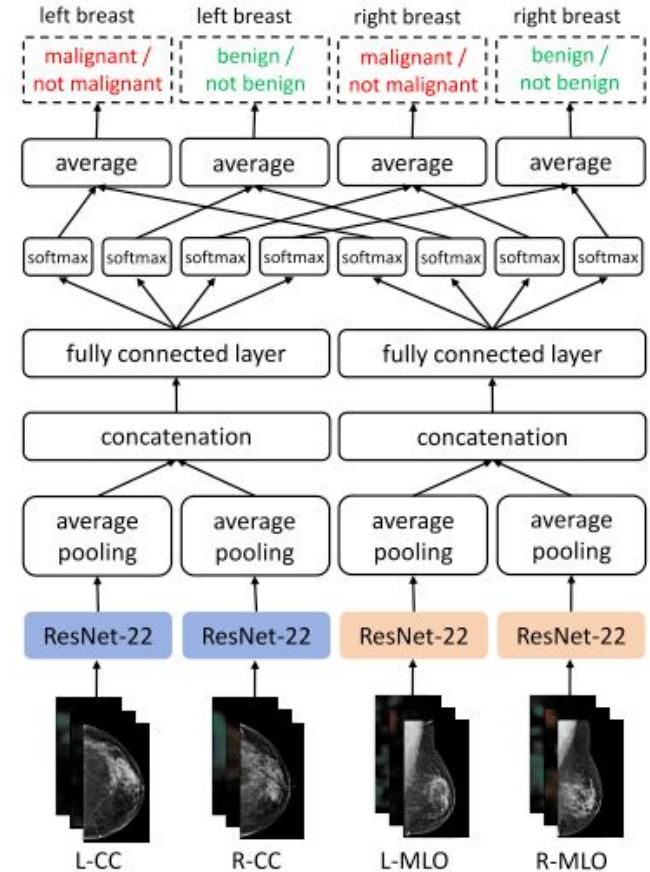 left breast left breast right breast right breast
malignant / benign / malignant / benign /
not malignant not benign not malignant not benign
average average average average
softmax softmax softmax softmax softmax softmax softmax softmax
fully connected layer fully connected layer
concatenation concatenation
average average average average
pooling pooling pooling pooling
ResNet-22 ResNet-22 ResNet-22 ResNet-22
L-CC R-CC L-MLO R-MLO